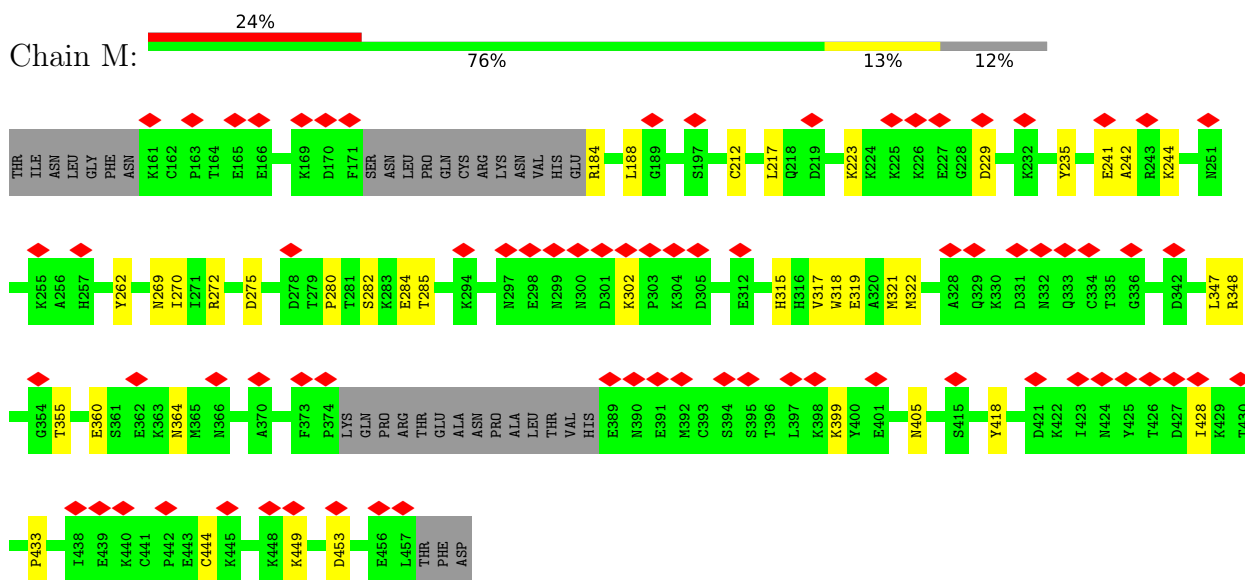 24%
Chain M:
76% 13% 12%
THR ILE ASN LEU GLY PHE ASN K161 C162 P163 T164 E165 E166 K169 D170 F171 SER ASN LEU PRO GLN CYS ARG LYS ASN VAL HIS GLU R184 L188 G189 S197 C212 L217 Q218 D219 K223 K224 K225 K226 E227 G228 D229 K232 Y235 E241 A242 R243 K244 N251
K255 A256 H257 Y262 N269 I270 I271 R272 D275 D278 T279 P280 T281 S282 K283 E284 T285 K294 N297 E298 N299 N300 D301 K302 P303 K304 D305 E312 H315 H316 V317 W318 E319 A320 M321 M322 A328 Q329 K330 D331 N332 Q333 C334 T335 G336 D342 L347 R348
G354 T355 E360 S361 E362 K363 N364 M365 N366 A370 F373 P374 LYS GLN PRO ARG THR GLU ALA ASN PRO ALA LEU THR VAL HIS E389 N390 E391 M392 C393 S394 S395 T396 L397 K398 K399 Y400 E401 N405 S415 Y418 D421 K422 I423 N424 Y425 T426 D427 I428 K429 T430
P433 I438 E439 K440 C441 P442 E443 C444 K445 K448 K449 D453 E456 L457 THR PHE ASP